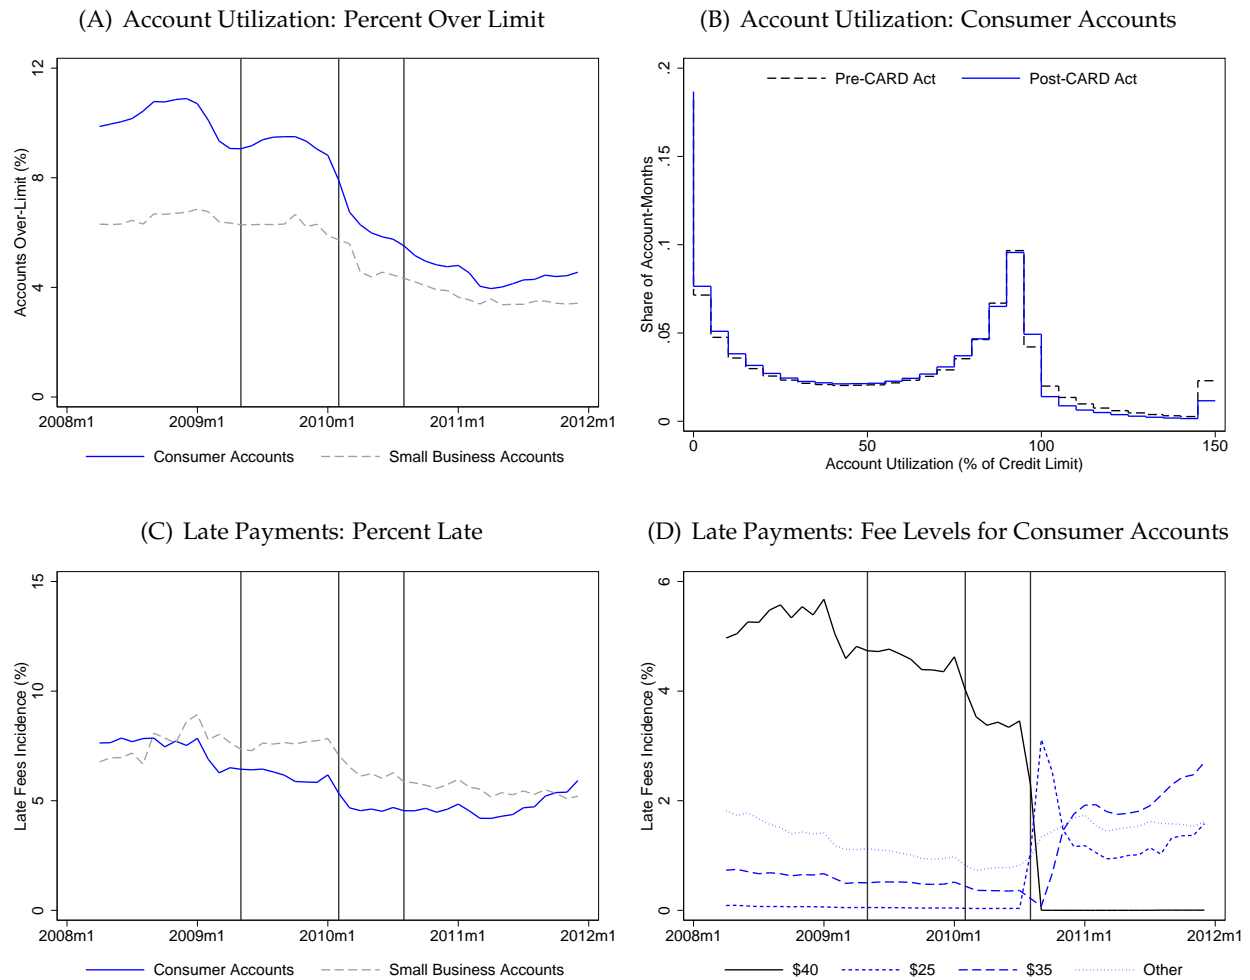 (A) Account Utilization: Percent Over Limit
Accounts Over-Limit (%)
12
8
4
0
2008m1 2009m1 2010m1 2011m1 2012m1
Consumer Accounts Small Business Accounts
(B) Account Utilization: Consumer Accounts
Pre-CARD Act Post-CARD Act
Share of Account-Months
.2
.15
.1
.05
0
0 50 100 150
Account Utilization (% of Credit Limit)
(C) Late Payments: Percent Late
Late Fees Incidence (%)
15
10
5
0
2008m1 2009m1 2010m1 2011m1 2012m1
Consumer Accounts Small Business Accounts
(D) Late Payments: Fee Levels for Consumer Accounts
Late Fees Incidence (%)
6
4
2
0
2008m1 2009m1 2010m1 2011m1 2012m1
$40 $25 $35 Other